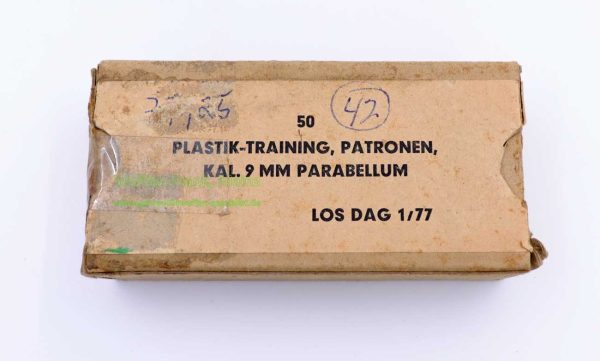 50
42
PLASTIK-TRAINING, PATRONEN,
KAL. 9 MM PARABELLUM
LOS DAG 1/77